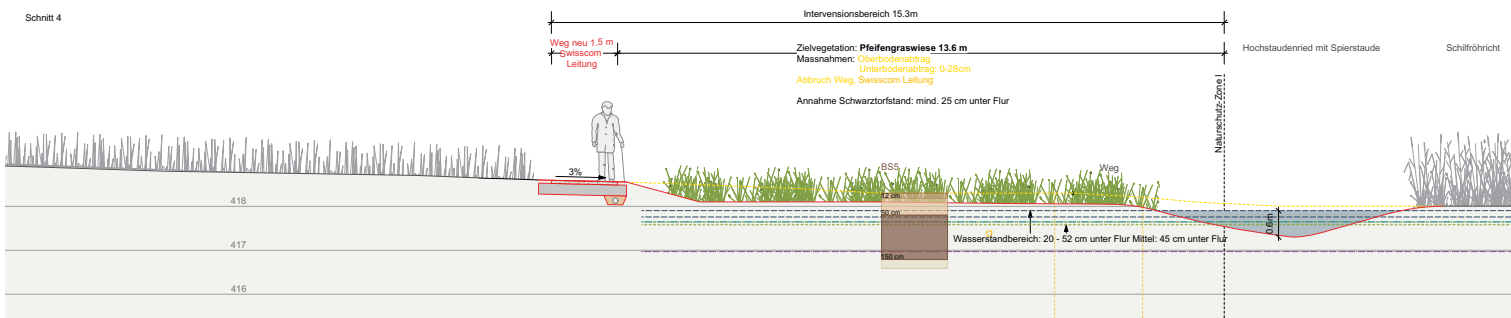 Schnitt 4
Intervensionsbereich 15.3m
Weg neu 1.5 m
Swisscom
Leitung
Zielvegetation: Pfeifengraswiese 13.6 m
Massnahmen: Oberbodenabtrag
Unterbodenabtrag: 0-28cm
Abbruch Weg, Swisscom Leitung
Annahme Schwarztorfstand: mind. 25 cm unter Flur
Naturschutz-Zone I
Hochstaudenried mit Spierstaude
Schilfröhricht
3%
BS5
Weg
12 cm
50 cm
150 cm
418
417
416
Wasserstandbereich: 20 - 52 cm unter Flur Mittel: 45 cm unter Flur
0.6m